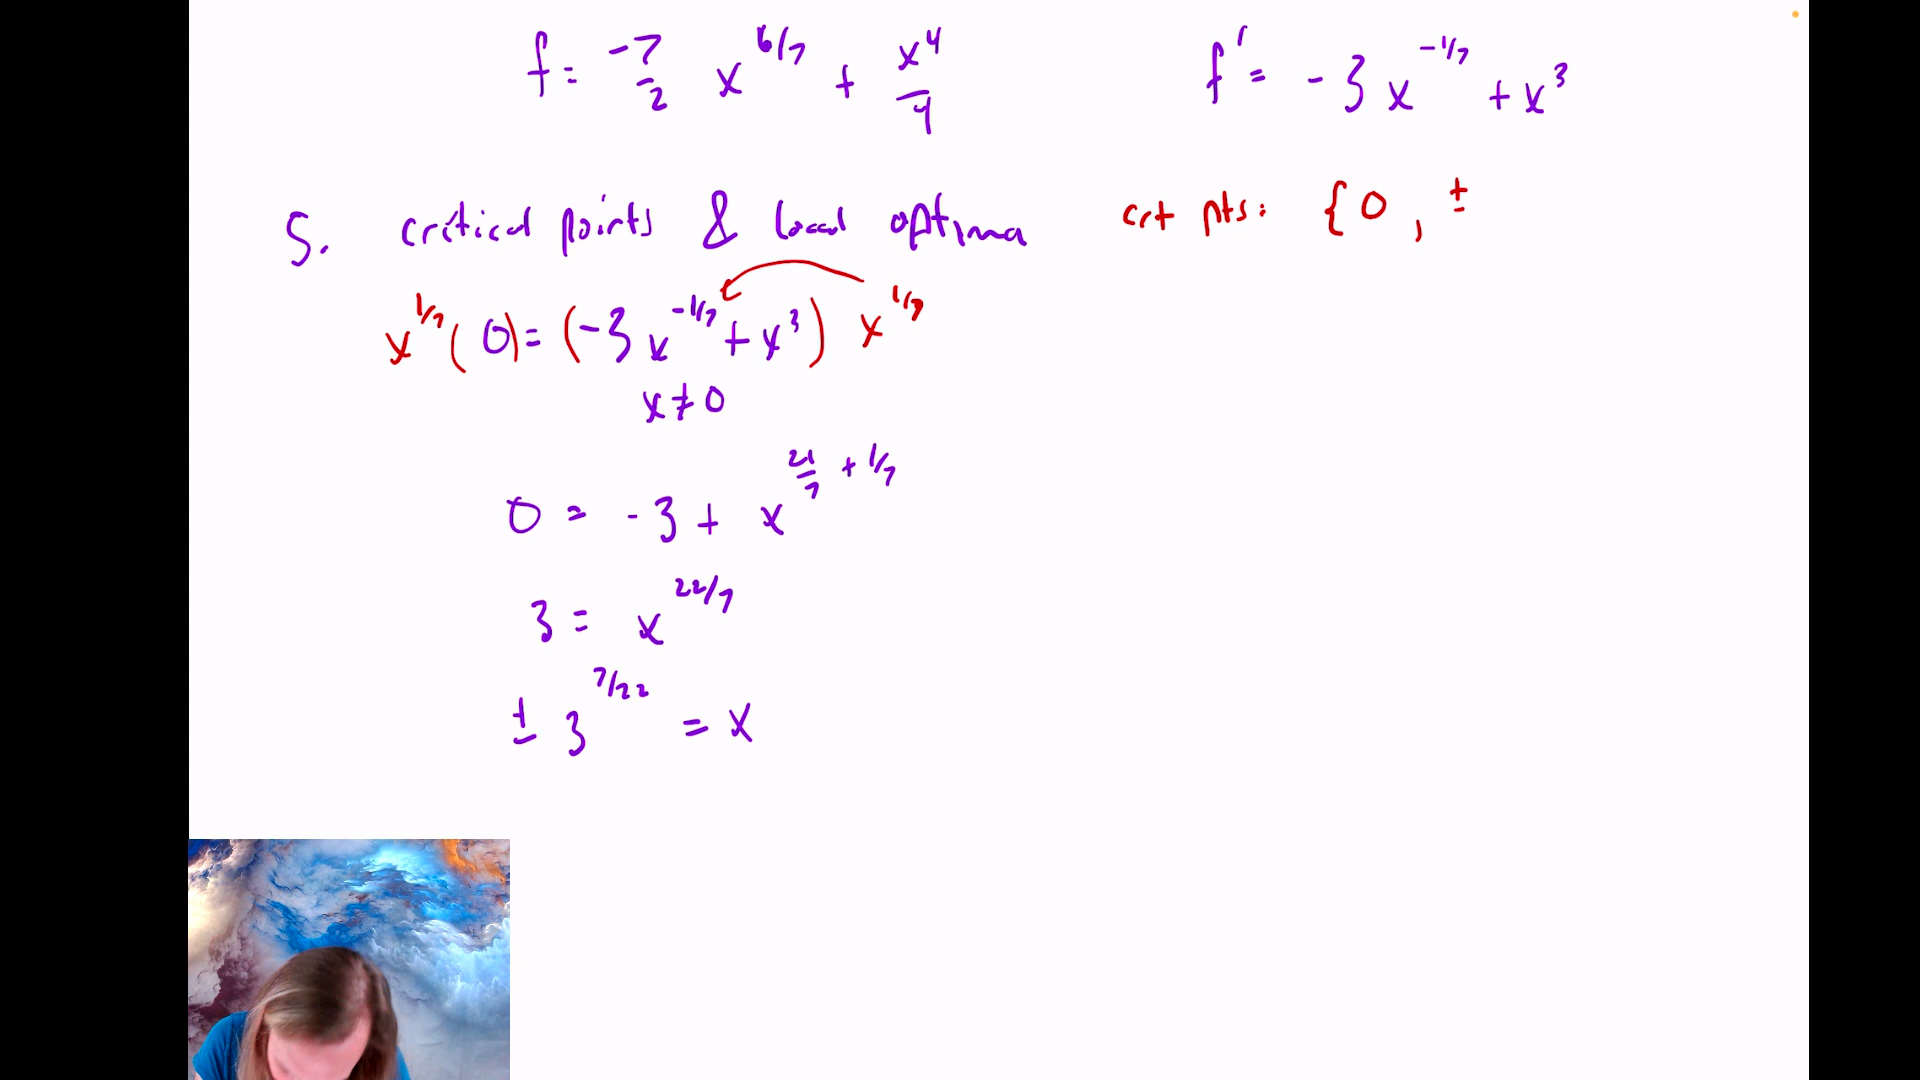 f = -7/2 x^6/7 + x^4/4
f' = -3x^-1/7 + x^3
5. critical points & local optima
crt pts: {0, ±
x^1/7 (0) = (-3x^-1/7 + x^3) x^1/7
x ≠ 0
0 = -3 + x^21/7 + 1/7
3 = x^22/7
± 3^7/22 = x